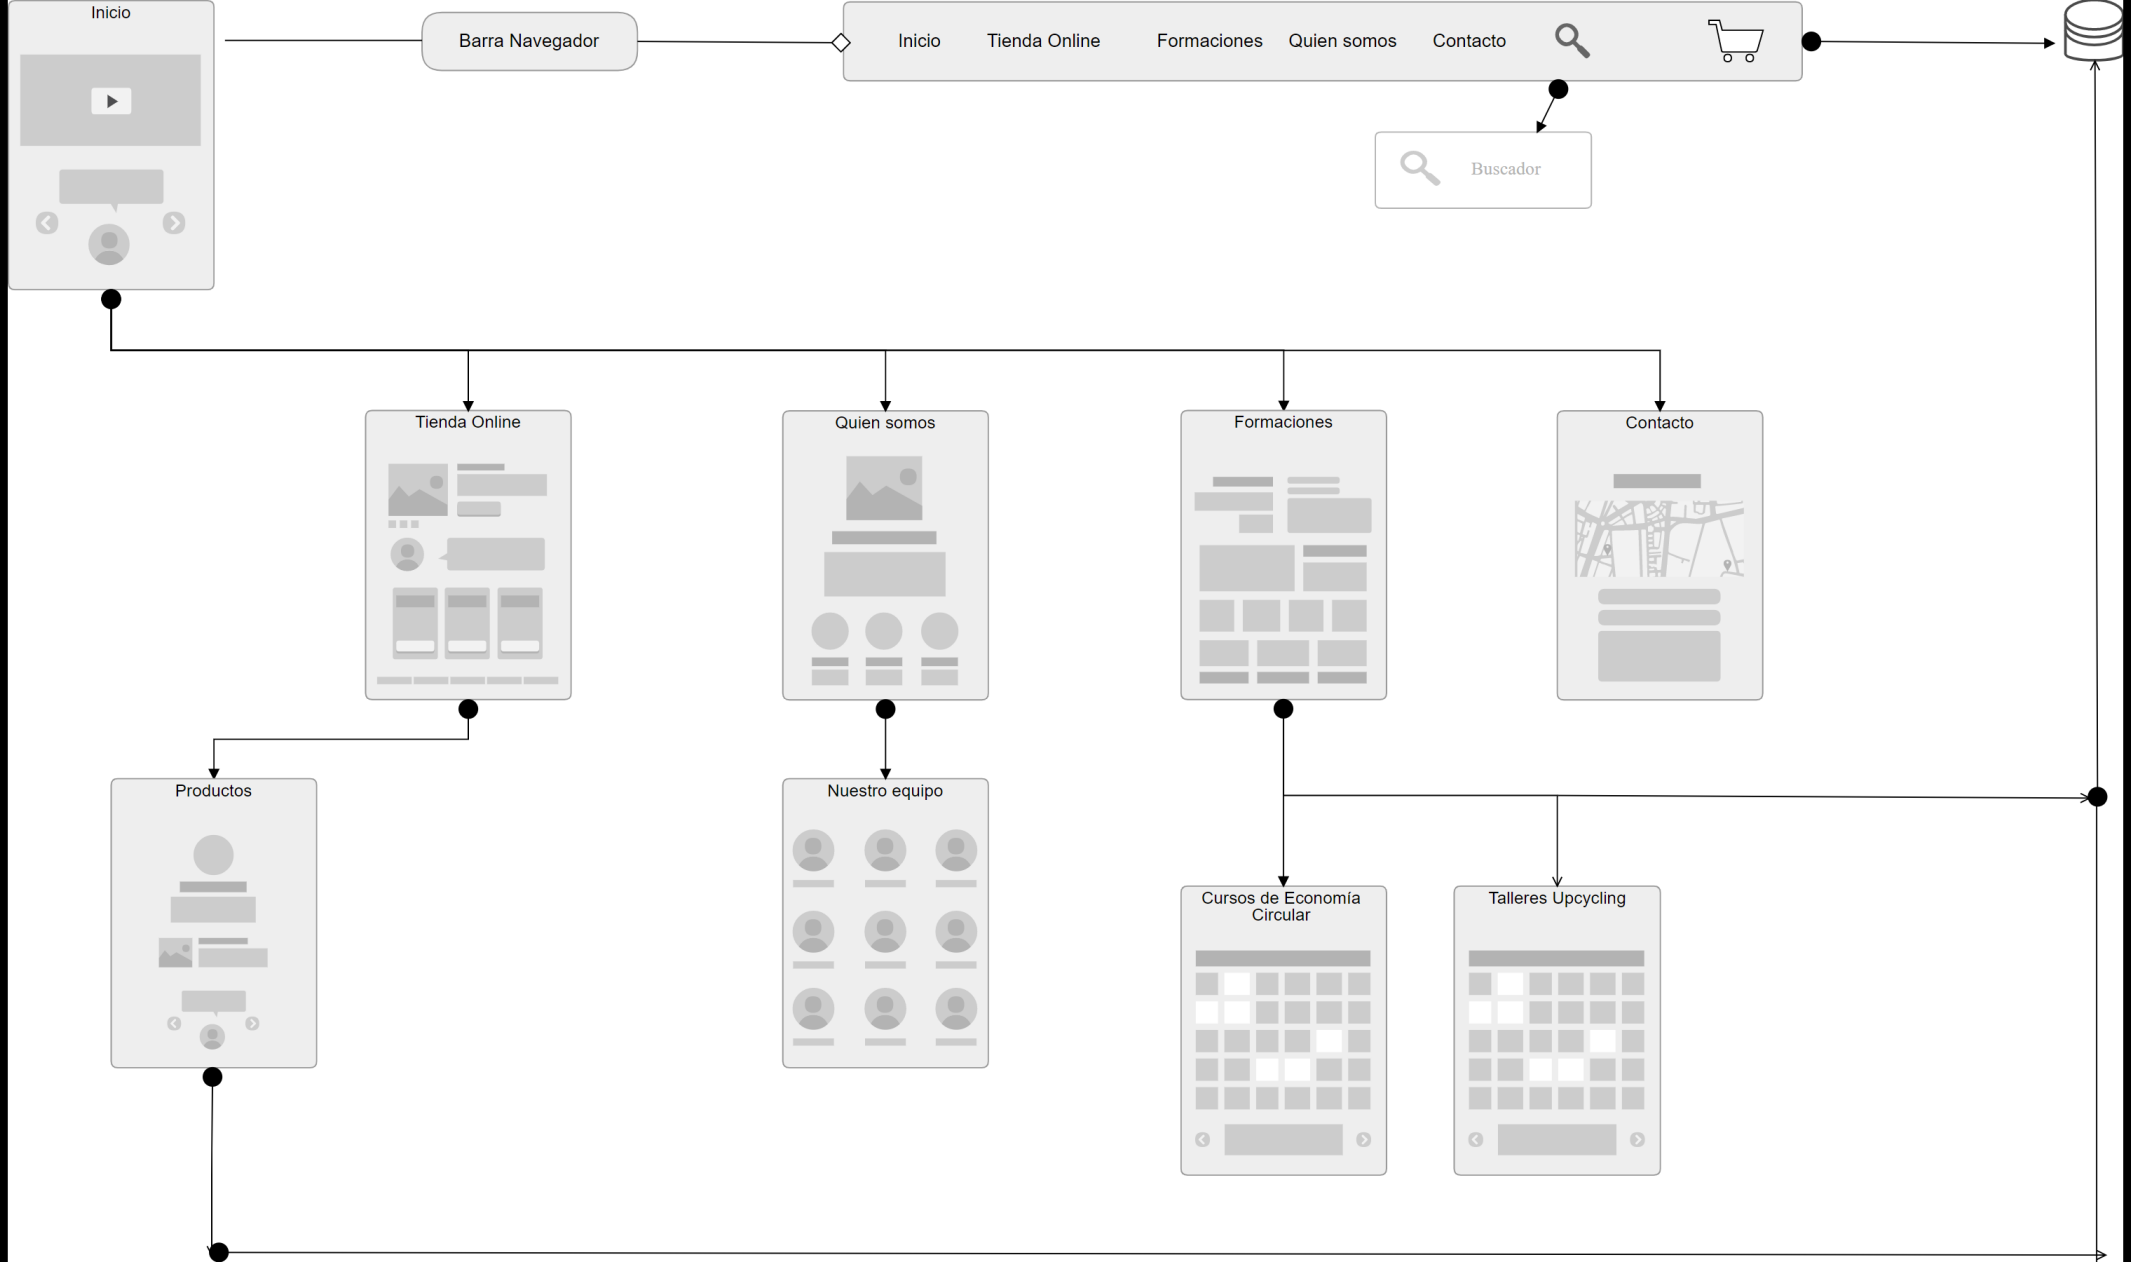 Inicio
Barra Navegador
Inicio Tienda Online Formaciones Quien somos Contacto
Buscador
Tienda Online
Quien somos
Formaciones
Contacto
Productos
Nuestro equipo
Cursos de Economía
Circular
Talleres Upcycling